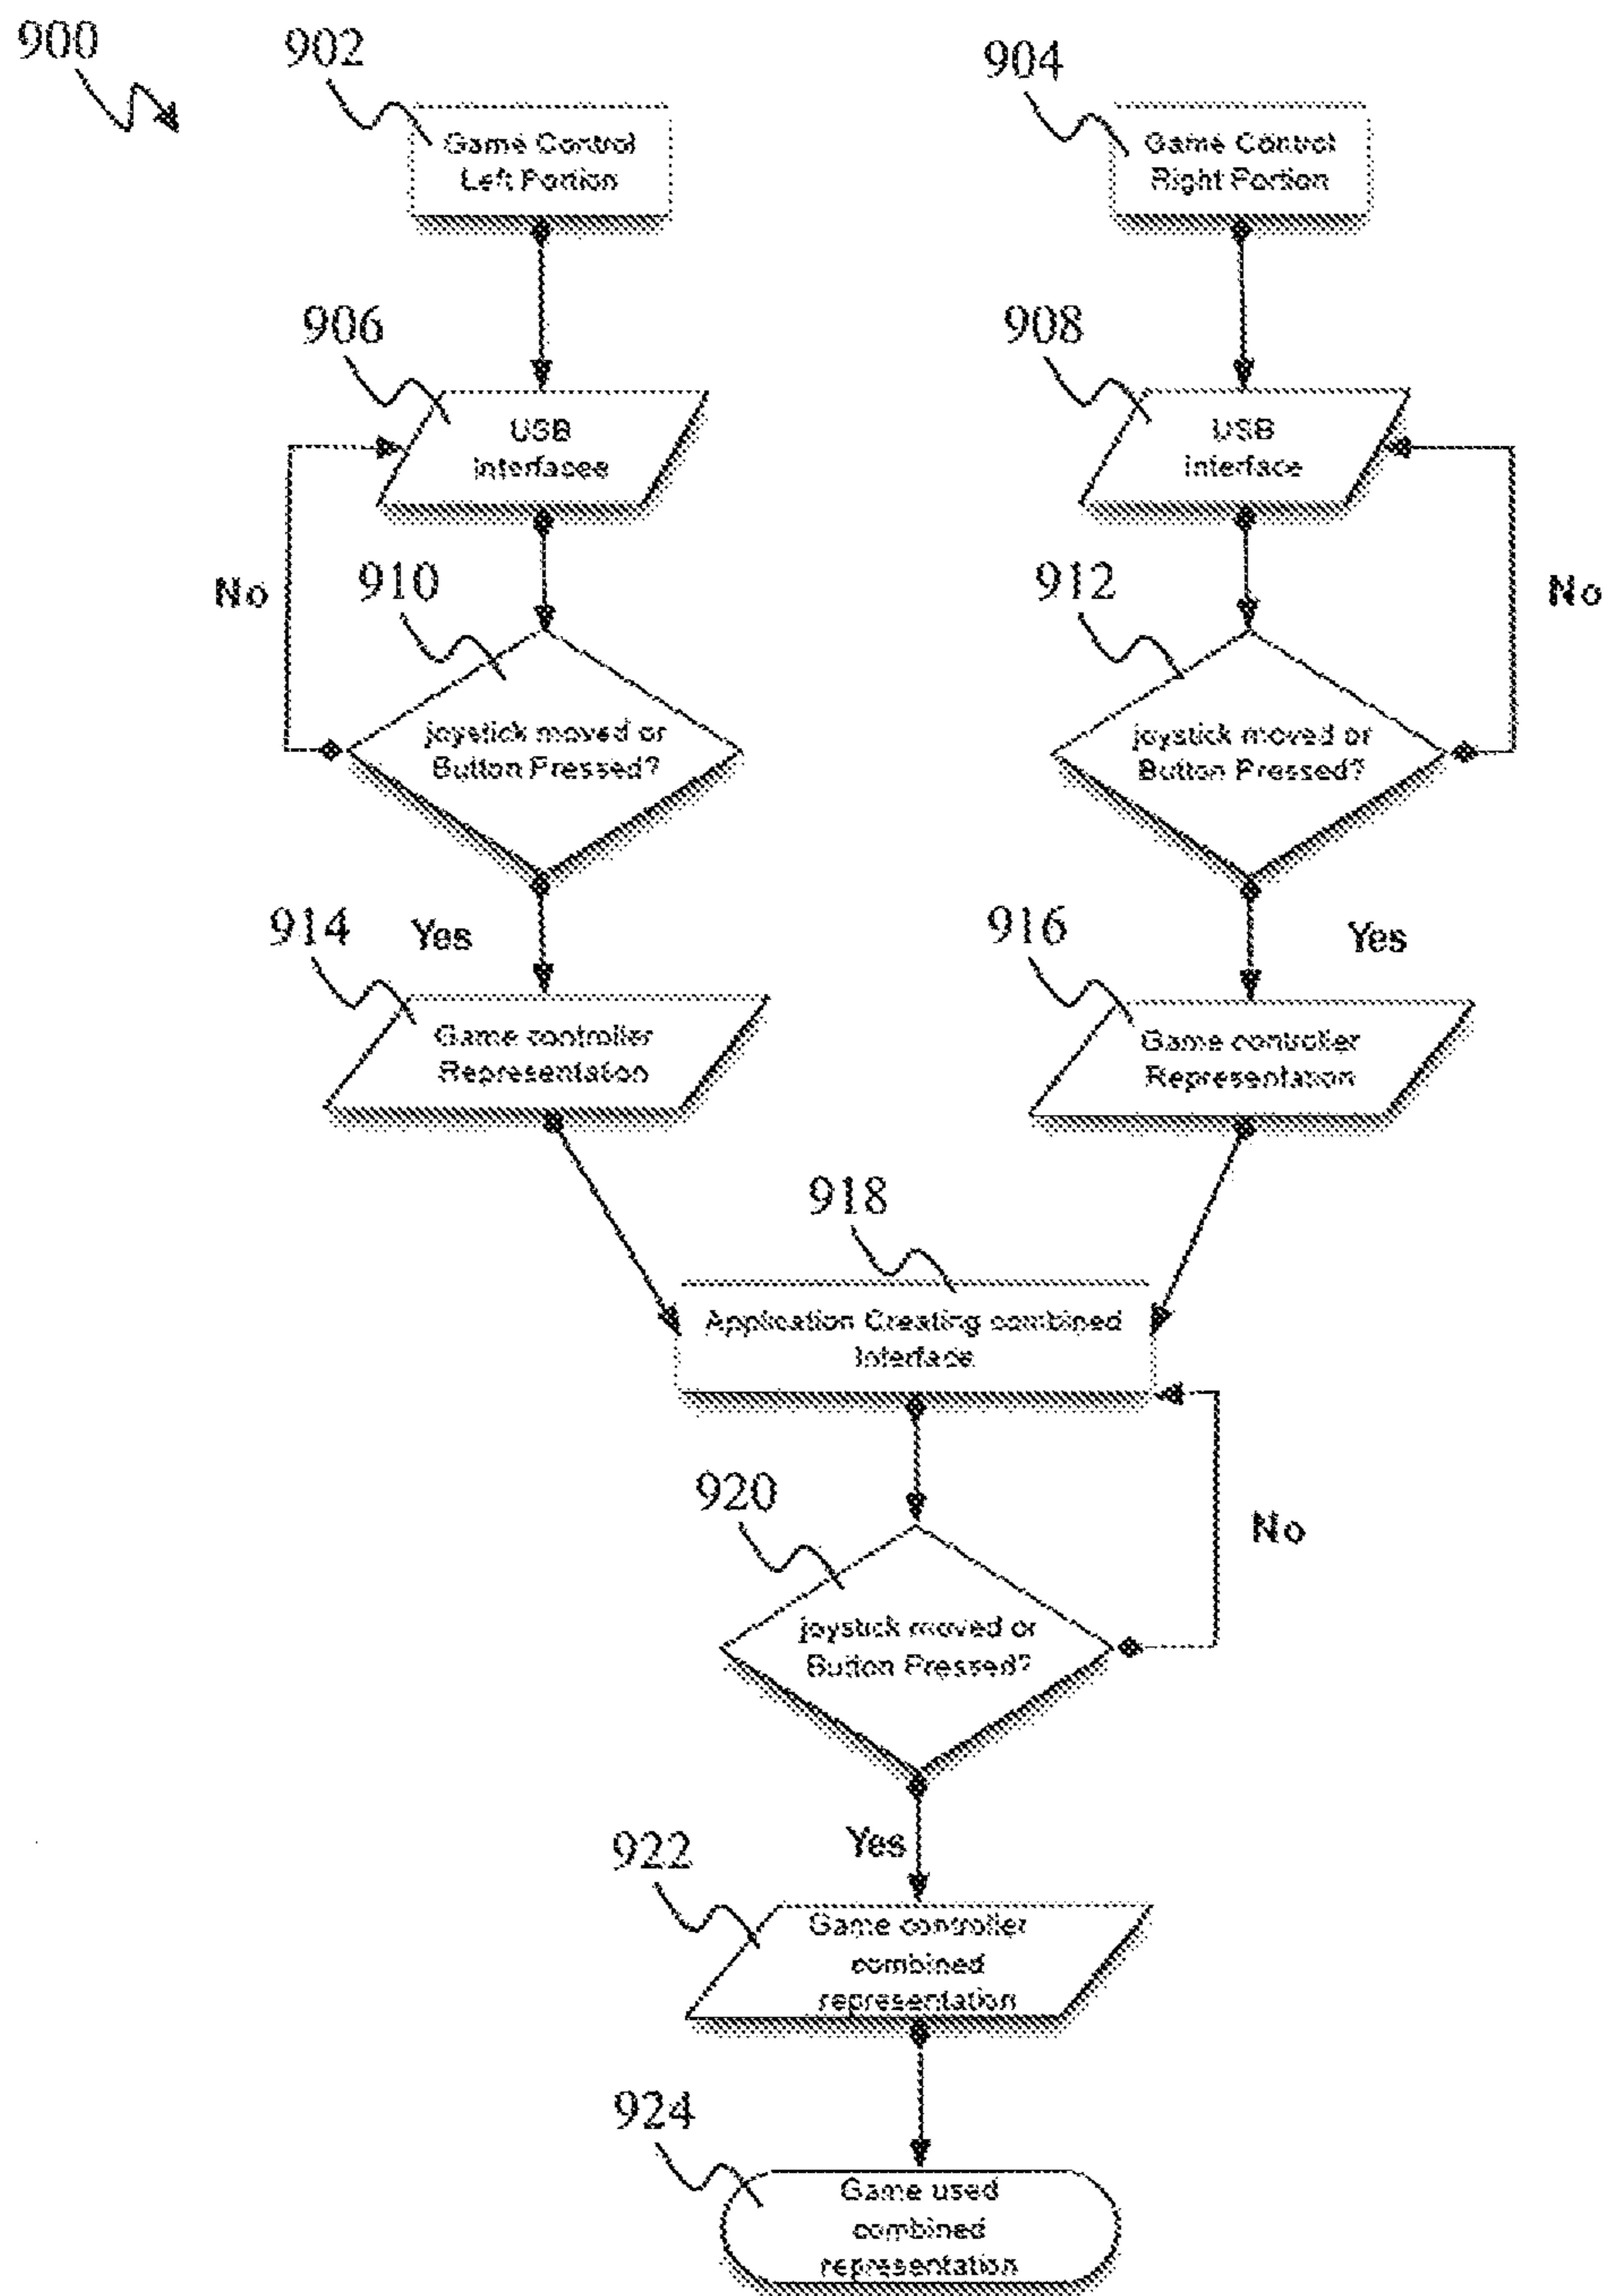 900
902
904
Game Control
Left Portion
Game Control
Right Portion
906
908
USB
interfaces
USB
interface
No
910
912
No
joystick moved or
Button Pressed?
joystick moved or
Button Pressed?
914
Yes
916
Yes
Game controller
Representation
Game controller
Representation
918
Application Creating combined
Interface
920
No
joystick moved or
Button Pressed?
Yes
922
Game controller
combined
representation
924
Game used
combined
representation